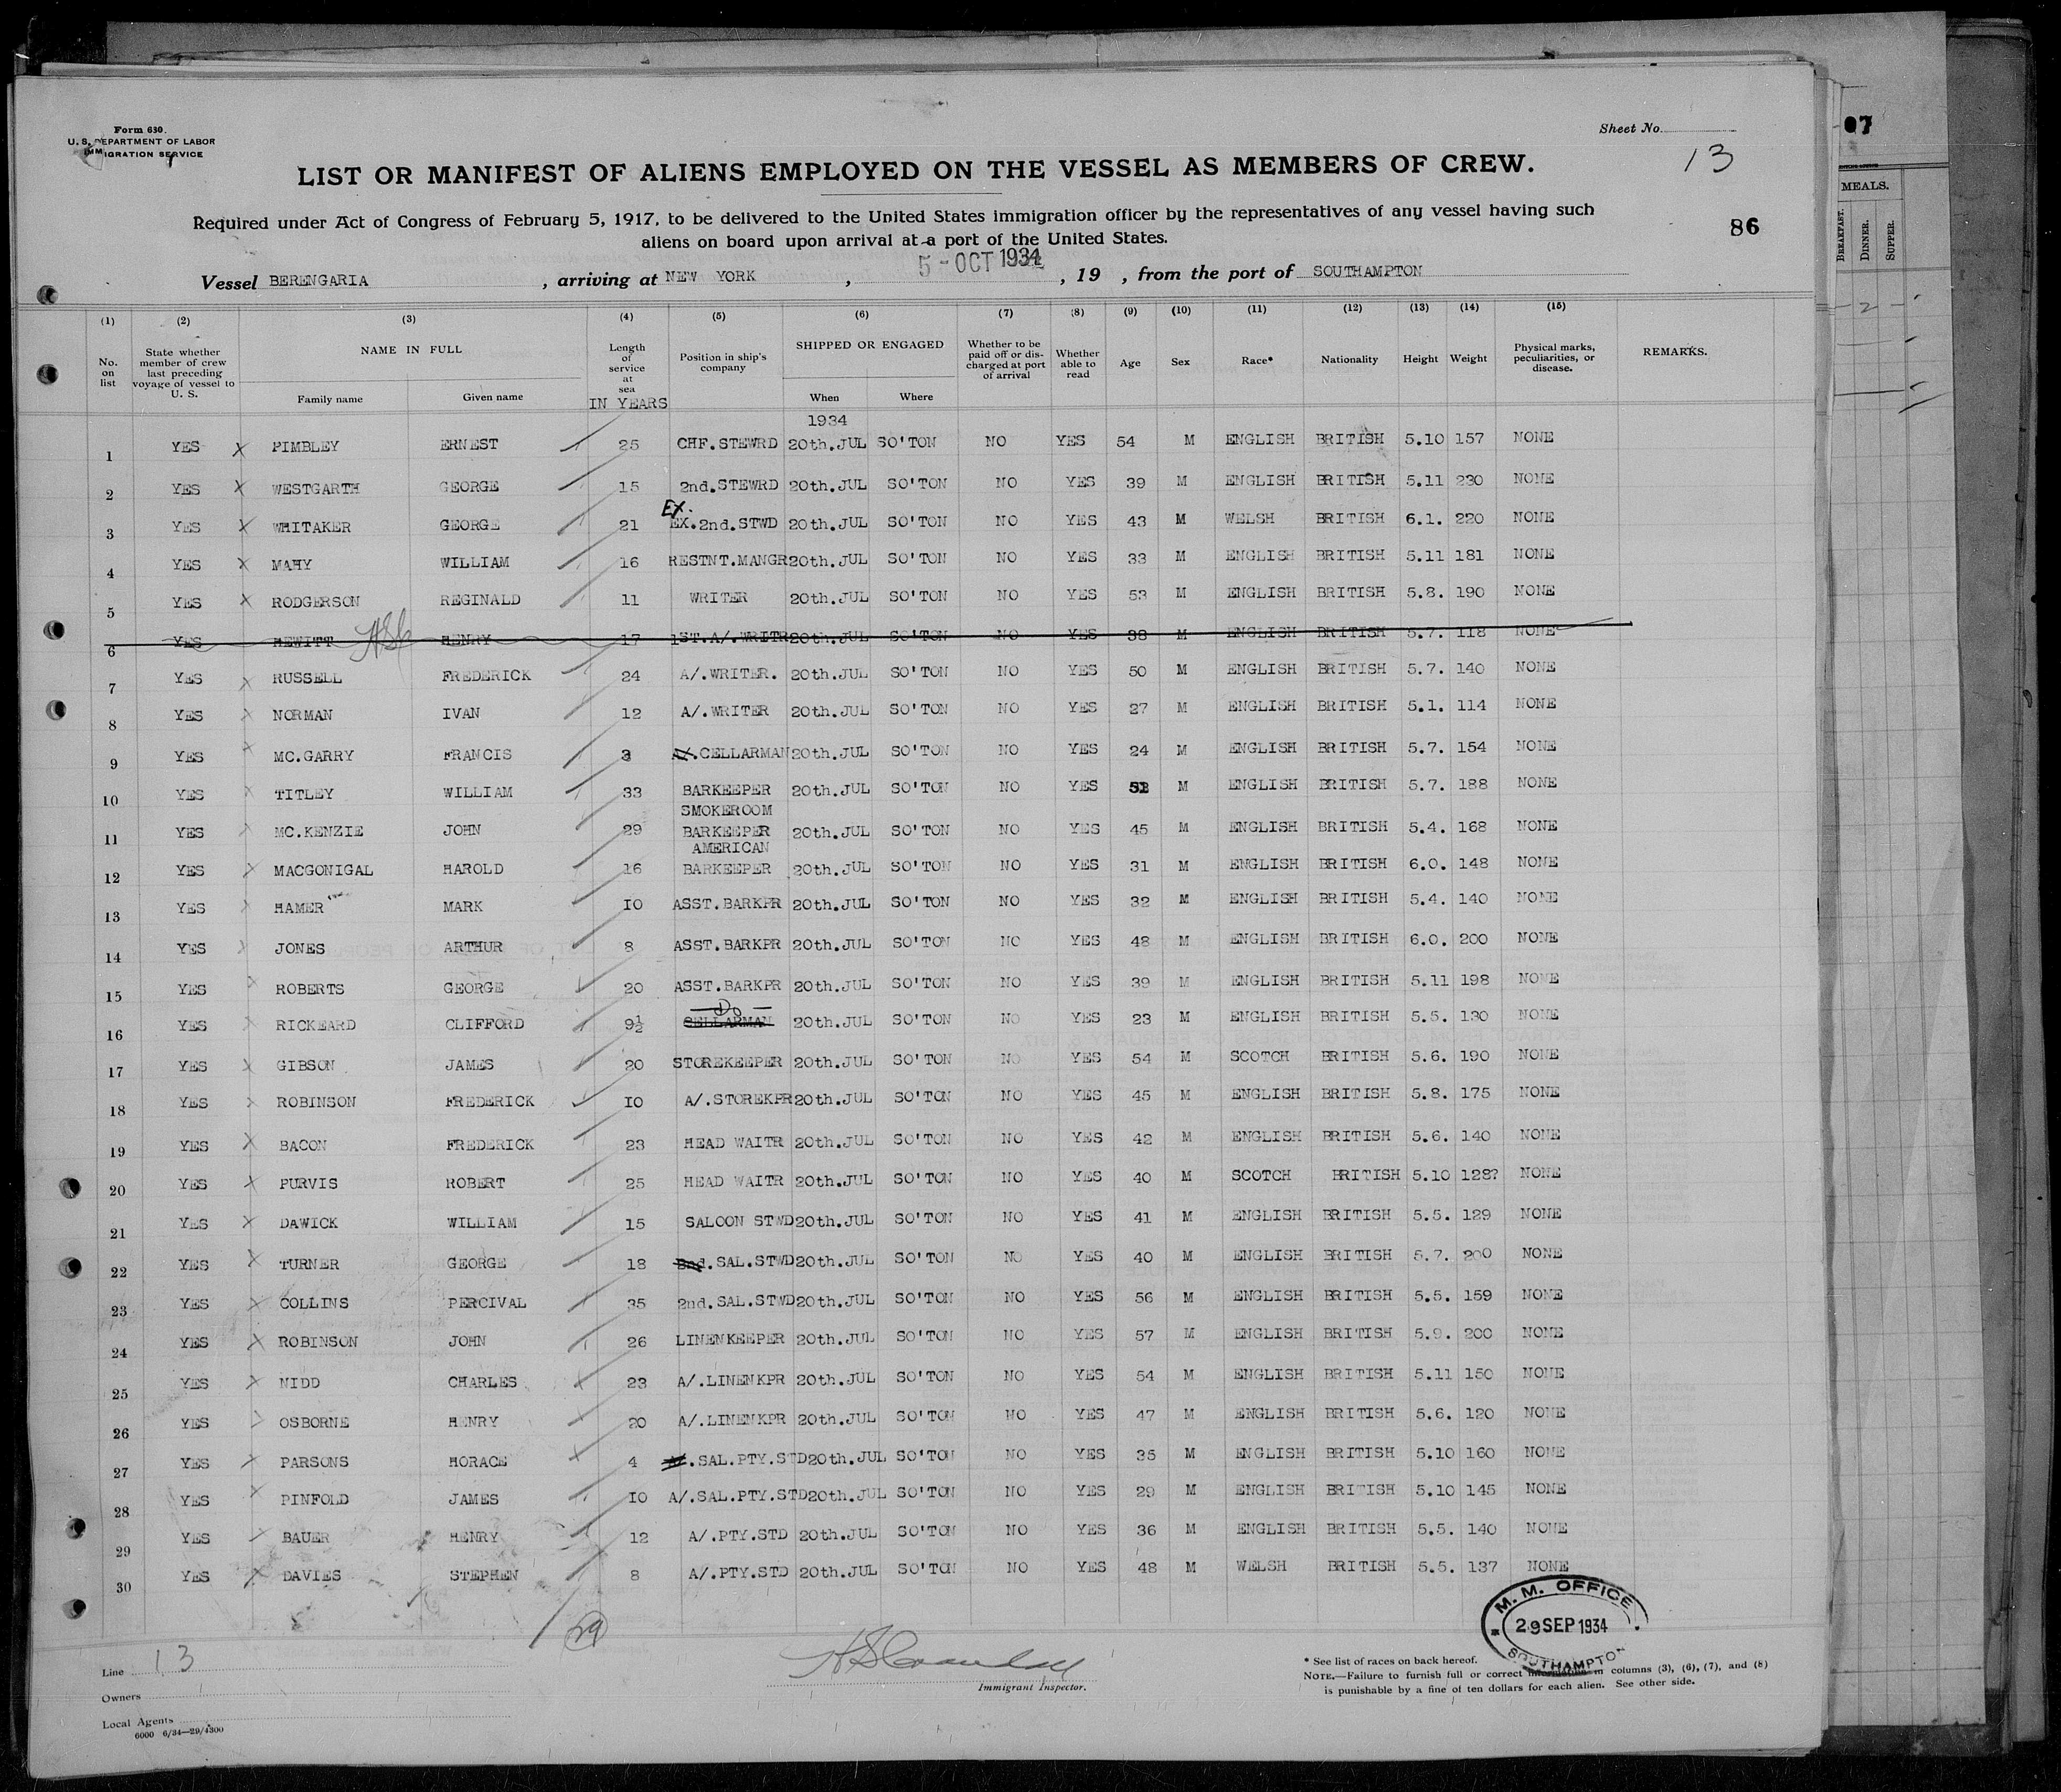 Form 630.
U. S. DEPARTMENT OF LABOR
IMMIGRATION SERVICE
Sheet No.
13
LIST OR MANIFEST OF ALIENS EMPLOYED ON THE VESSEL AS MEMBERS OF CREW.
Required under Act of Congress of February 5, 1917, to be delivered to the United States immigration officer by the representatives of any vessel having such
aliens on board upon arrival at a port of the United States.
86
Vessel BERENGARIA, arriving at NEW YORK, 5-OCT 1934, 19 , from the port of SOUTHAMPTON
(1) (2) (3) (4) (5) (6) (7) (8) (9) (10) (11) (12) (13) (14) (15)
No. on list State whether member of crew last preceding voyage of vessel to U. S. NAME IN FULL Family name Given name Length of service at sea IN YEARS Position in ship's company SHIPPED OR ENGAGED When Where Whether to be paid off or discharged at port of arrival Whether able to read Age Sex Race* Nationality Height Weight Physical marks, peculiarities, or disease. REMARKS.
1934
1 YES X PIMBLEY ERNEST 25 CHF.STEWRD 20th.JUL SO'TON NO YES 54 M ENGLISH BRITISH 5.10 157 NONE
2 YES X WESTGARTH GEORGE 15 2nd.STEWRD 20th.JUL SO'TON NO YES 39 M ENGLISH BRITISH 5.11 230 NONE
EX.
3 YES X WHITAKER GEORGE 21 EX.2nd.STWD 20th.JUL SO'TON NO YES 43 M WELSH BRITISH 6.1. 220 NONE
4 YES X MAHY WILLIAM 16 RESTNT.MANGR 20th.JUL SO'TON NO YES 33 M ENGLISH BRITISH 5.11 181 NONE
5 YES X RODGERSON REGINALD 11 WRITER 20th.JUL SO'TON NO YES 53 M ENGLISH BRITISH 5.8. 190 NONE
6 YES HEWITT HENRY 17 1ST.A/.WRITR 20th.JUL SO'TON NO YES 38 M ENGLISH BRITISH 5.7. 118 NONE
7 YES X RUSSELL FREDERICK 24 A/.WRITER. 20th.JUL SO'TON NO YES 50 M ENGLISH BRITISH 5.7. 140 NONE
8 YES X NORMAN IVAN 12 A/.WRITER 20th.JUL SO'TON NO YES 27 M ENGLISH BRITISH 5.1. 114 NONE
9 YES X MC.GARRY FRANCIS 3 .CELLARMAN 20th.JUL SO'TON NO YES 24 M ENGLISH BRITISH 5.7. 154 NONE
10 YES X TITLEY WILLIAM 33 BARKEEPER 20th.JUL SO'TON NO YES M ENGLISH BRITISH 5.7. 188 NONE
SMOKEROOM
11 YES X MC.KENZIE JOHN 29 BARKEEPER 20th.JUL SO'TON NO YES 45 M ENGLISH BRITISH 5.4. 168 NONE
AMERICAN
12 YES X MACGONIGAL HAROLD 16 BARKEEPER 20th.JUL SO'TON NO YES 31 M ENGLISH BRITISH 6.0. 148 NONE
13 YES X HAMER MARK IO ASST.BARKPR 20th.JUL SO'TON NO YES 32 M ENGLISH BRITISH 5.4. 140 NONE
14 YES X JONES ARTHUR 8 ASST.BARKPR 20th.JUL SO'TON NO YES 48 M ENGLISH BRITISH 6.0. 200 NONE
15 YES X ROBERTS GEORGE 20 ASST.BARKPR 20th.JUL SO'TON NO YES 39 M ENGLISH BRITISH 5.11 198 NONE
Do
16 YES X RICKEARD CLIFFORD 9½ CELLARMAN 20th.JUL SO'TON NO YES 23 M ENGLISH BRITISH 5.5. 130 NONE
17 YES X GIBSON JAMES 20 STOREKEEPER 20th.JUL SO'TON NO YES 54 M SCOTCH BRITISH 5.6. 190 NONE
18 YES X ROBINSON FREDERICK IO A/.STOREKPR 20th.JUL SO'TON NO YES 45 M ENGLISH BRITISH 5.8. 175 NONE
19 YES X BACON FREDERICK 23 HEAD WAITR 20th.JUL SO'TON NO YES 42 M ENGLISH BRITISH 5.6. 140 NONE
20 YES X PURVIS ROBERT 25 HEAD WAITR 20th.JUL SO'TON NO YES 40 M SCOTCH BRITISH 5.10 128? NONE
21 YES X DAWICK WILLIAM 15 SALOON STWD 20th.JUL SO'TON NO YES 41 M ENGLISH BRITISH 5.5. 129 NONE
22 YES X TURNER GEORGE 18 2nd.SAL.STWD 20th.JUL SO'TON NO YES 40 M ENGLISH BRITISH 5.7. 200 NONE
23 YES X COLLINS PERCIVAL 35 2nd.SAL.STWD 20th.JUL SO'TON NO YES 56 M ENGLISH BRITISH 5.5. 159 NONE
24 YES X ROBINSON JOHN 26 LINENKEEPER 20th.JUL SO'TON NO YES 57 M ENGLISH BRITISH 5.9. 200 NONE
25 YES X NIDD CHARLES 23 A/.LINENKPR 20th.JUL SO'TON NO YES 54 M ENGLISH BRITISH 5.11 150 NONE
26 YES X OSBORNE HENRY 20 A/.LINENKPR 20th.JUL SO'TON NO YES 47 M ENGLISH BRITISH 5.6. 120 NONE
27 YES X PARSONS HORACE 4 .SAL.PTY.STD 20th.JUL SO'TON NO YES 35 M ENGLISH BRITISH 5.10 160 NONE
28 YES X PINFOLD JAMES IO A/.SAL.PTY.STD 20th.JUL SO'TON NO YES 29 M ENGLISH BRITISH 5.10 145 NONE
29 YES X BAUER HENRY 12 A/.PTY.STD 20th.JUL SO'TON NO YES 36 M ENGLISH BRITISH 5.5. 140 NONE
30 YES X DAVIES STEPHEN 8 A/.PTY.STD 20th.JUL SO'TON NO YES 48 M WELSH BRITISH 5.5. 137 NONE
29
M. M. OFFICE
29 SEP 1934
SOUTHAMPTON
Line 13
Owners
Local Agents
6000 6/34—29/4300
Immigrant Inspector.
* See list of races on back hereof.
NOTE.—Failure to furnish full or correct information in columns (3), (6), (7), and (8)
is punishable by a fine of ten dollars for each alien. See other side.
07
MEALS.
BREAKFAST.
DINNER.
SUPPER.
2